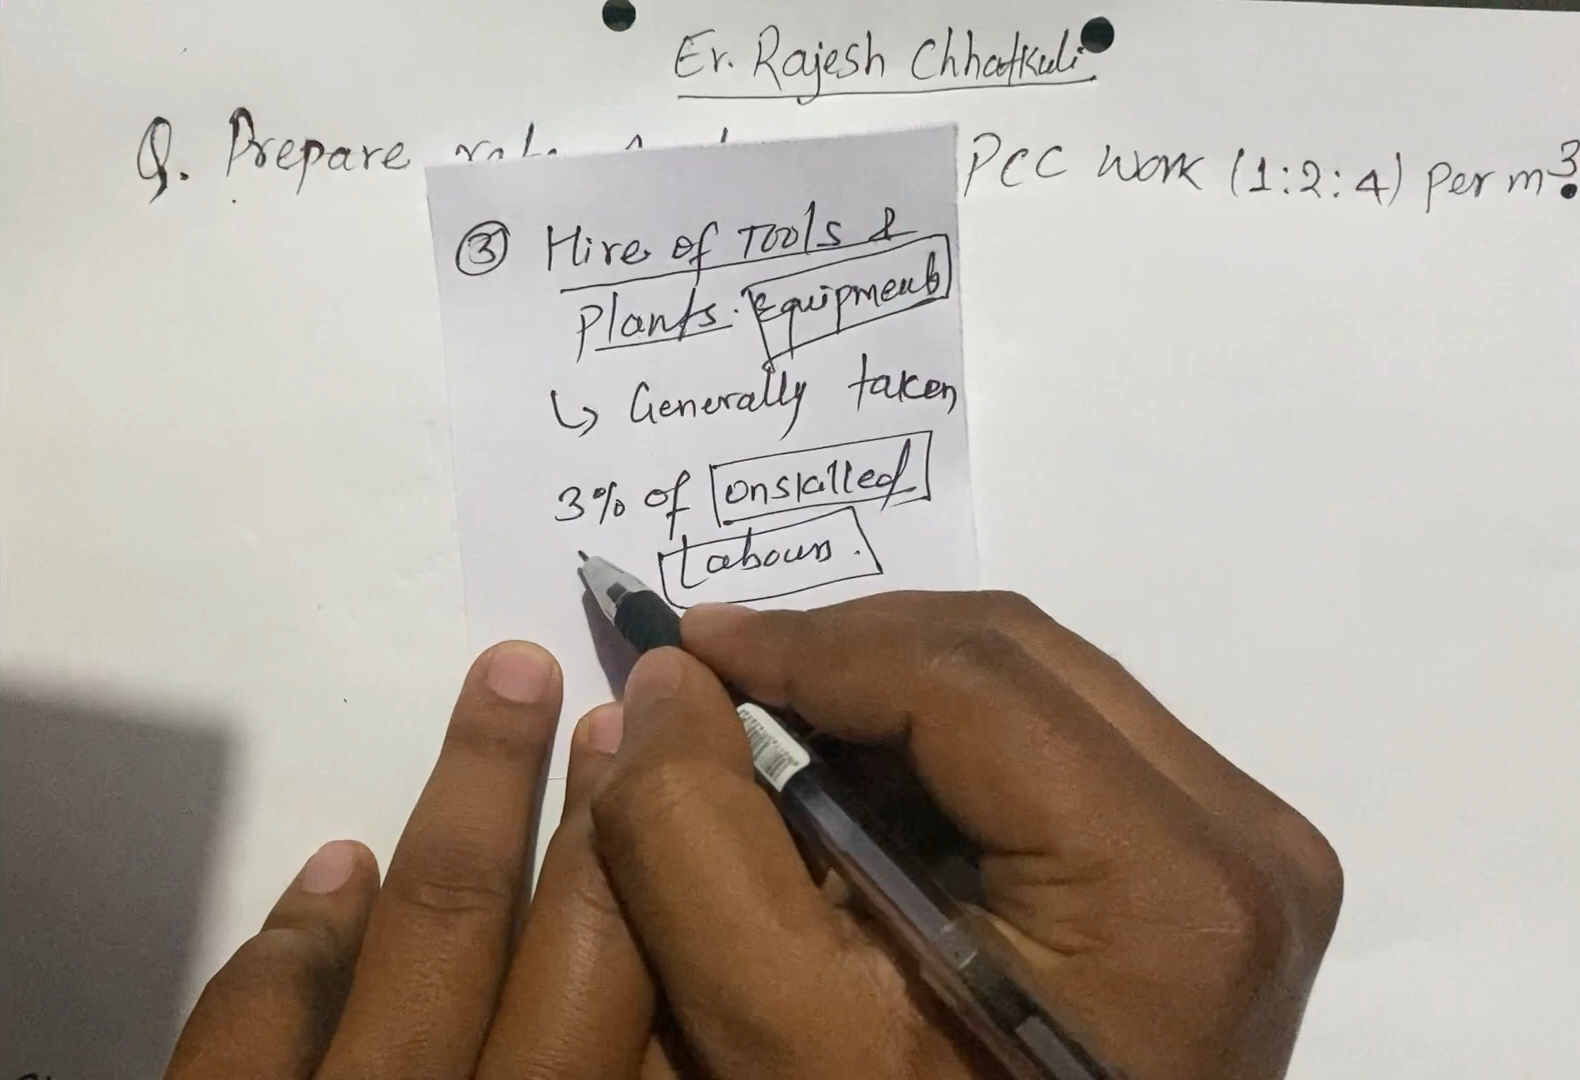 Er. Rajesh Chhatkuli
Q. Prepare PCC work (1:2:4) per m3.
③ Hire of Tools &
Plants. Equipment
↳ Generally taken
3% of Unskilled
Labours.